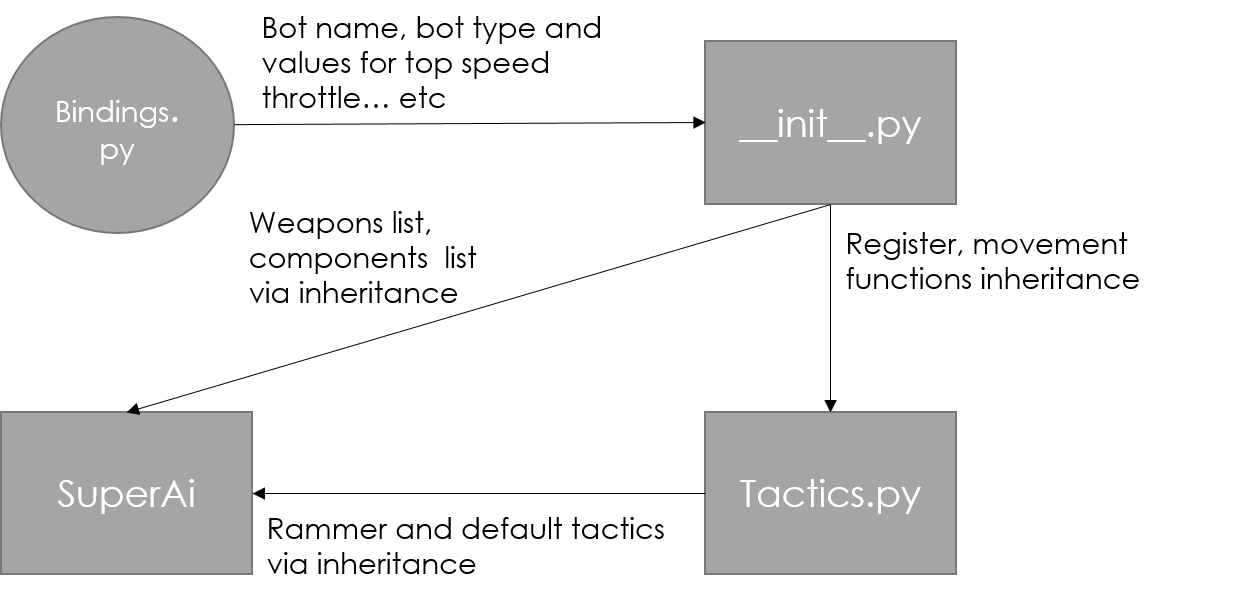 Bot name, bot type and
values for top speed
throttle… etc
Bindings.
py
__init__.py
Weapons list,
components  list
via inheritance
Register, movement
functions inheritance
SuperAi
Tactics.py
Rammer and default tactics
via inheritance